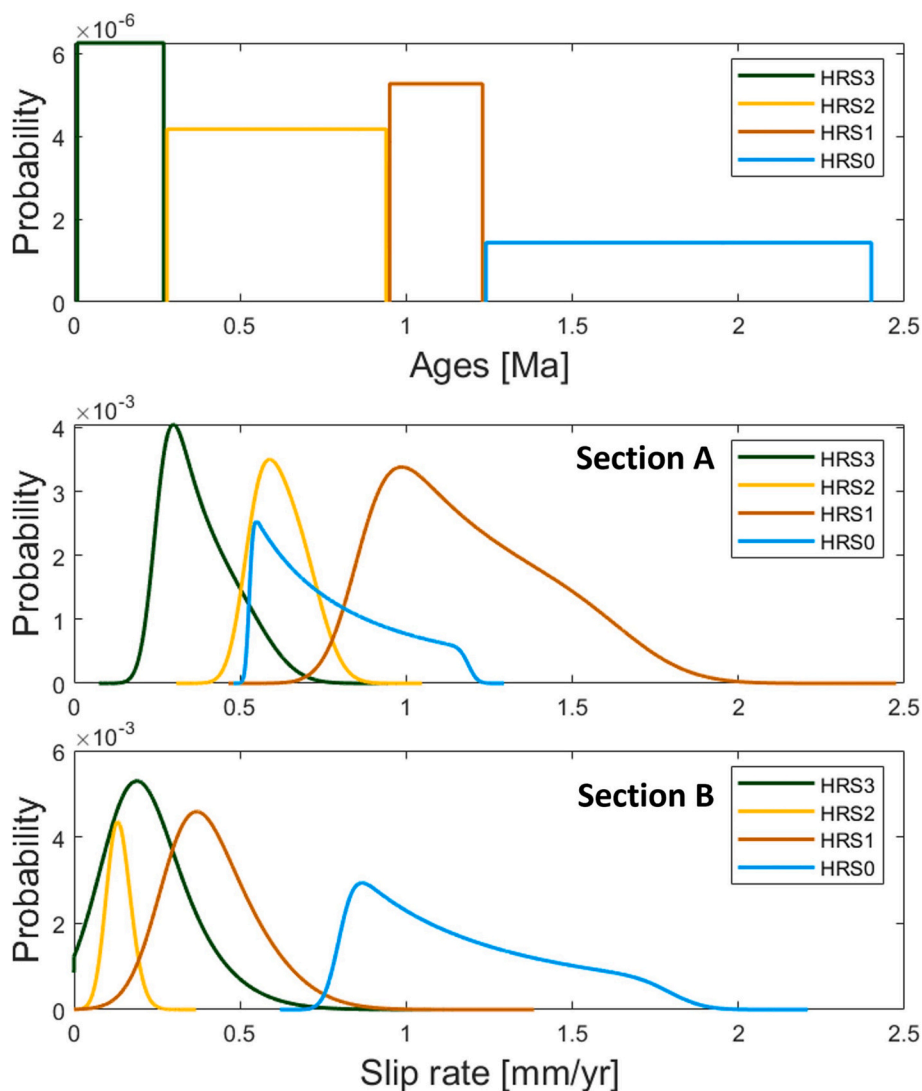 ×10⁻⁶
6
4
2
0
Probability
HRS3
HRS2
HRS1
HRS0
0 0.5 1 1.5 2 2.5
Ages [Ma]
×10⁻³
4
3
2
1
0
Probability
Section A
HRS3
HRS2
HRS1
HRS0
0 0.5 1 1.5 2 2.5
×10⁻³
6
4
2
0
Probability
Section B
HRS3
HRS2
HRS1
HRS0
0 0.5 1 1.5 2 2.5
Slip rate [mm/yr]